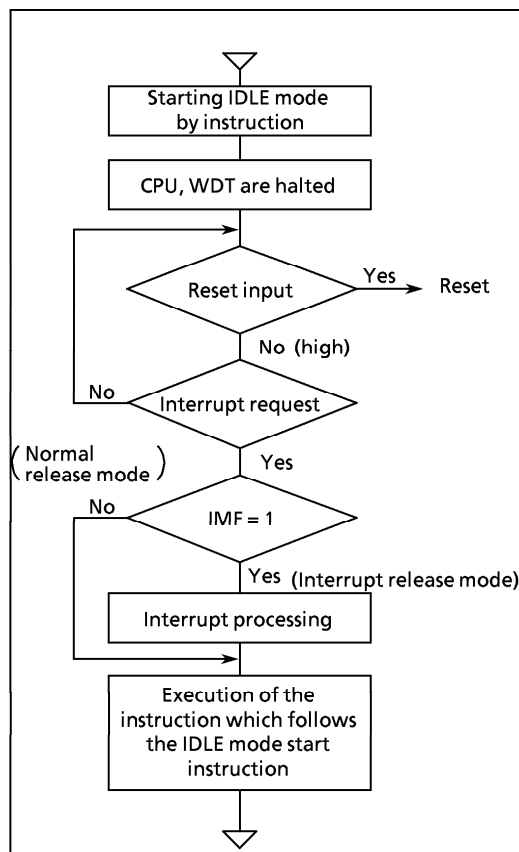 Starting IDLE mode
by instruction
CPU, WDT are halted
Reset input
Yes
Reset
No (high)
No
Interrupt request
(Normal
release mode)
Yes
No
IMF = 1
Yes (Interrupt release mode)
Interrupt processing
Execution of the
instruction which follows
the IDLE mode start
instruction